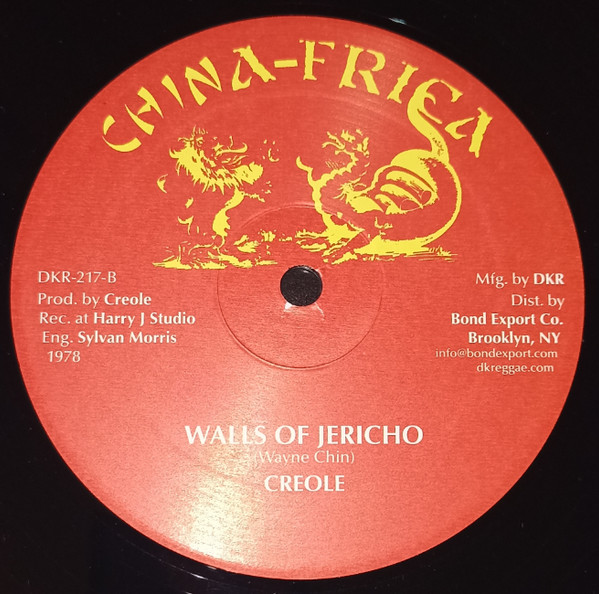 CHINA-FRICA
DKR-217-B
Prod. by Creole
Rec. at Harry J Studio
Eng. Sylvan Morris
1978
Mfg. by DKR
Dist. by
Bond Export Co.
Brooklyn, NY
info@bondexport.com
dkreggae.com
WALLS OF JERICHO
(Wayne Chin)
CREOLE